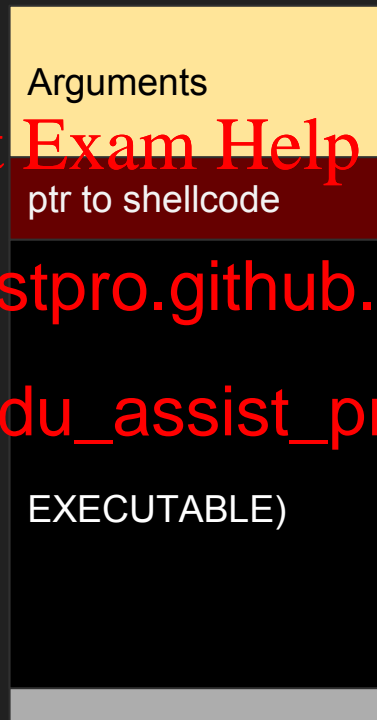 Arguments
Exam Help
ptr to shellcode
stpro.github.
du_assist_pr
EXECUTABLE)